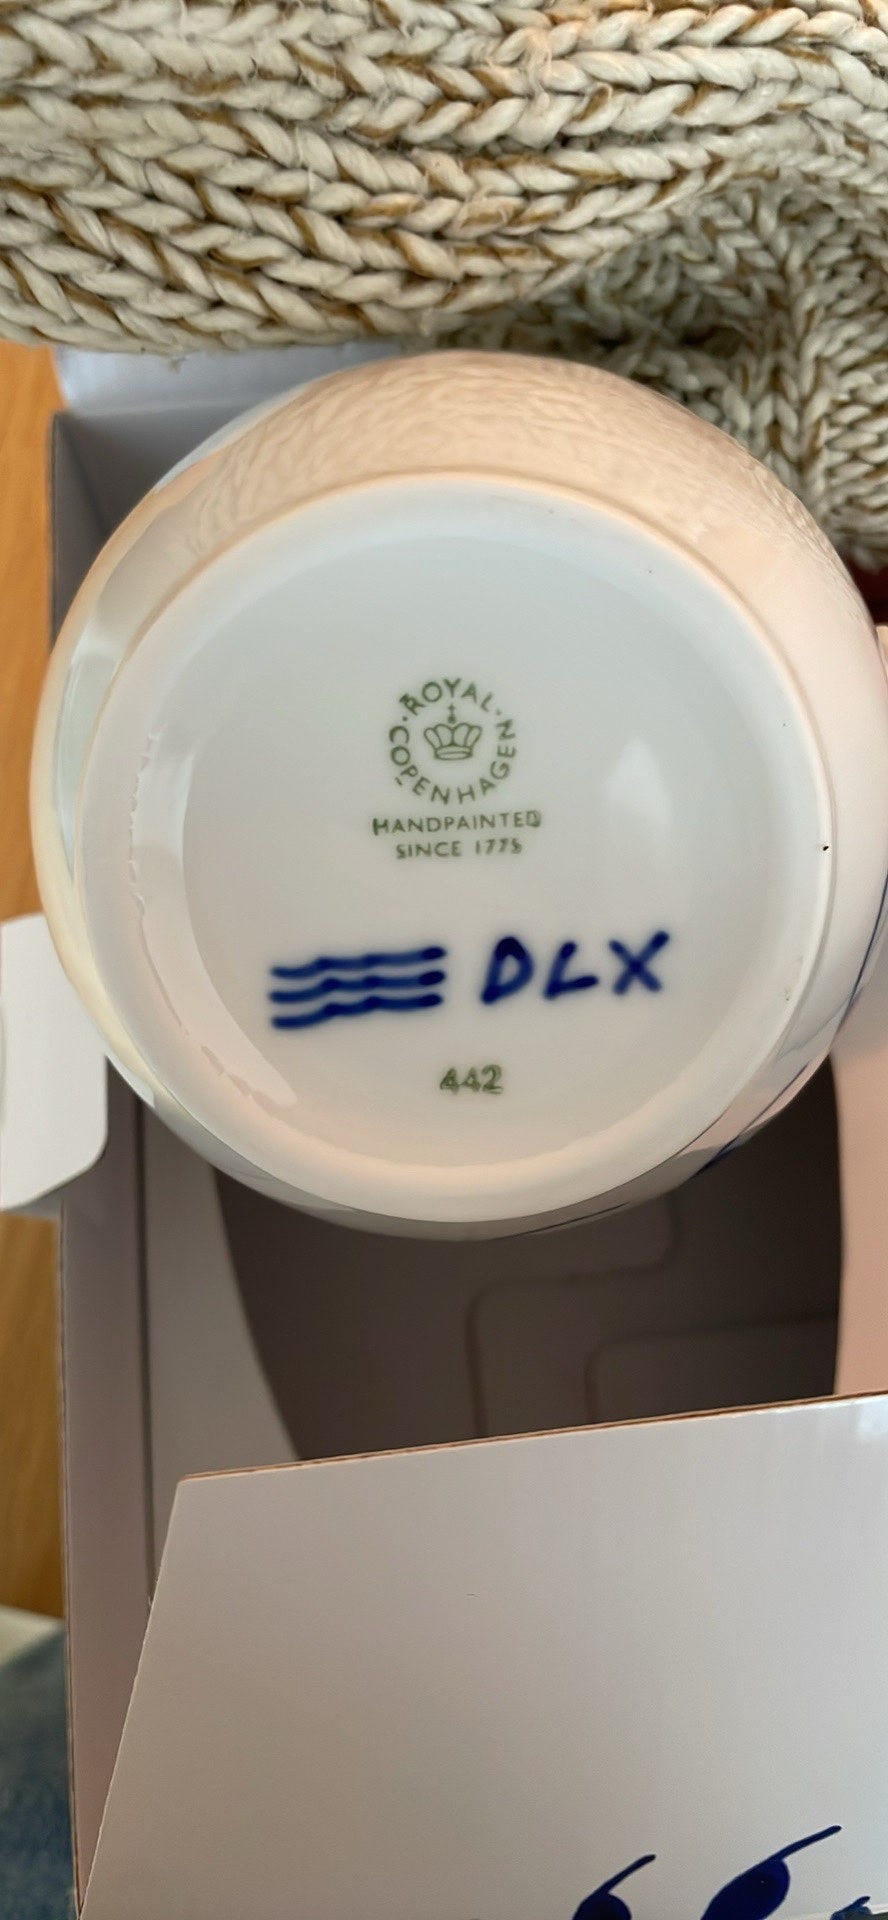 ROYAL · COPENHAGEN ·
HANDPAINTED
SINCE 1775
DLX
442